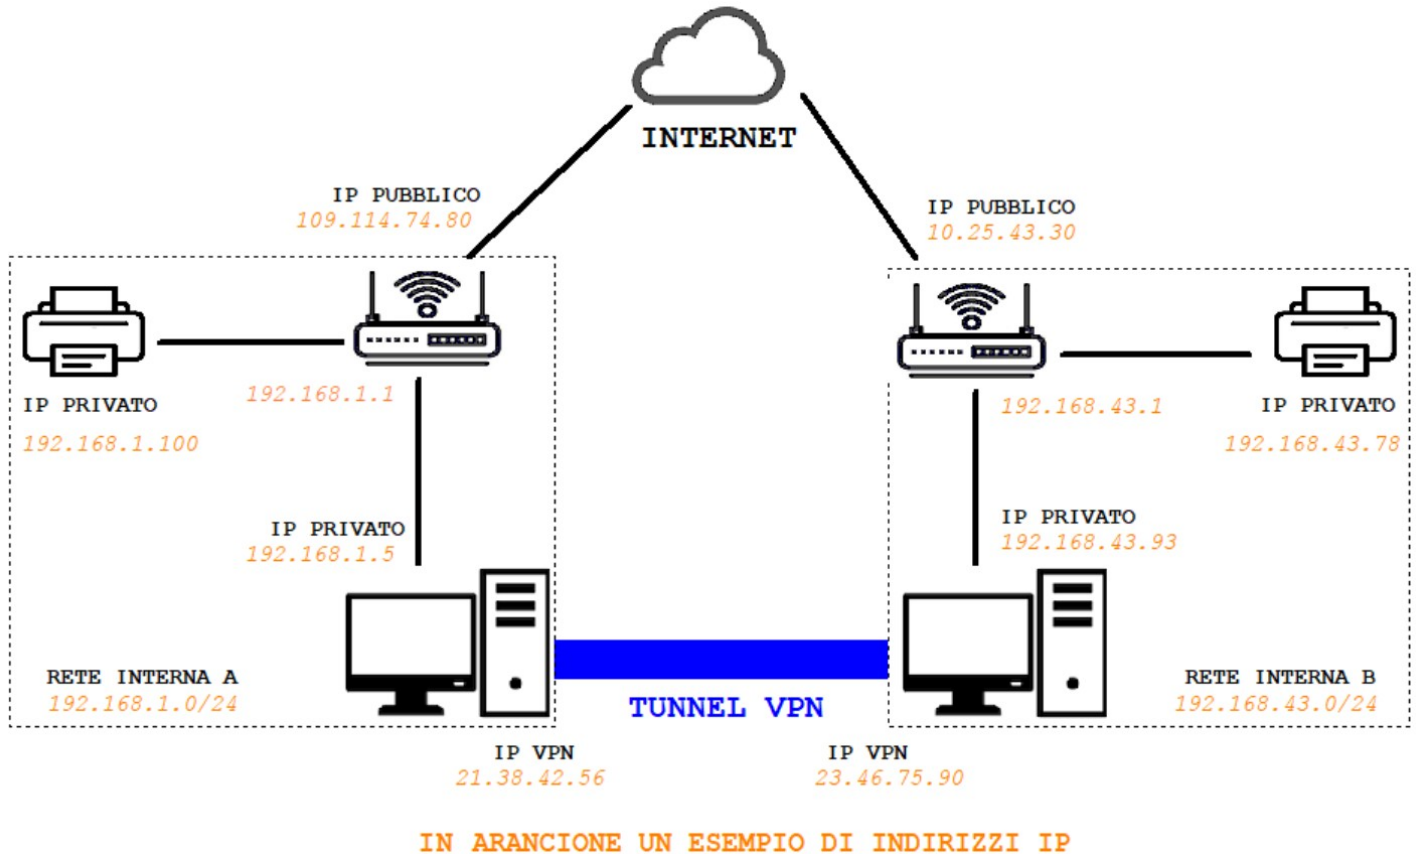 INTERNET
IP PUBBLICO
109.114.74.80
IP PUBBLICO
10.25.43.30
IP PRIVATO
192.168.1.100
192.168.1.1
192.168.43.1
IP PRIVATO
192.168.43.78
IP PRIVATO
192.168.1.5
IP PRIVATO
192.168.43.93
RETE INTERNA A
192.168.1.0/24
TUNNEL VPN
RETE INTERNA B
192.168.43.0/24
IP VPN
21.38.42.56
IP VPN
23.46.75.90
IN ARANCIONE UN ESEMPIO DI INDIRIZZI IP